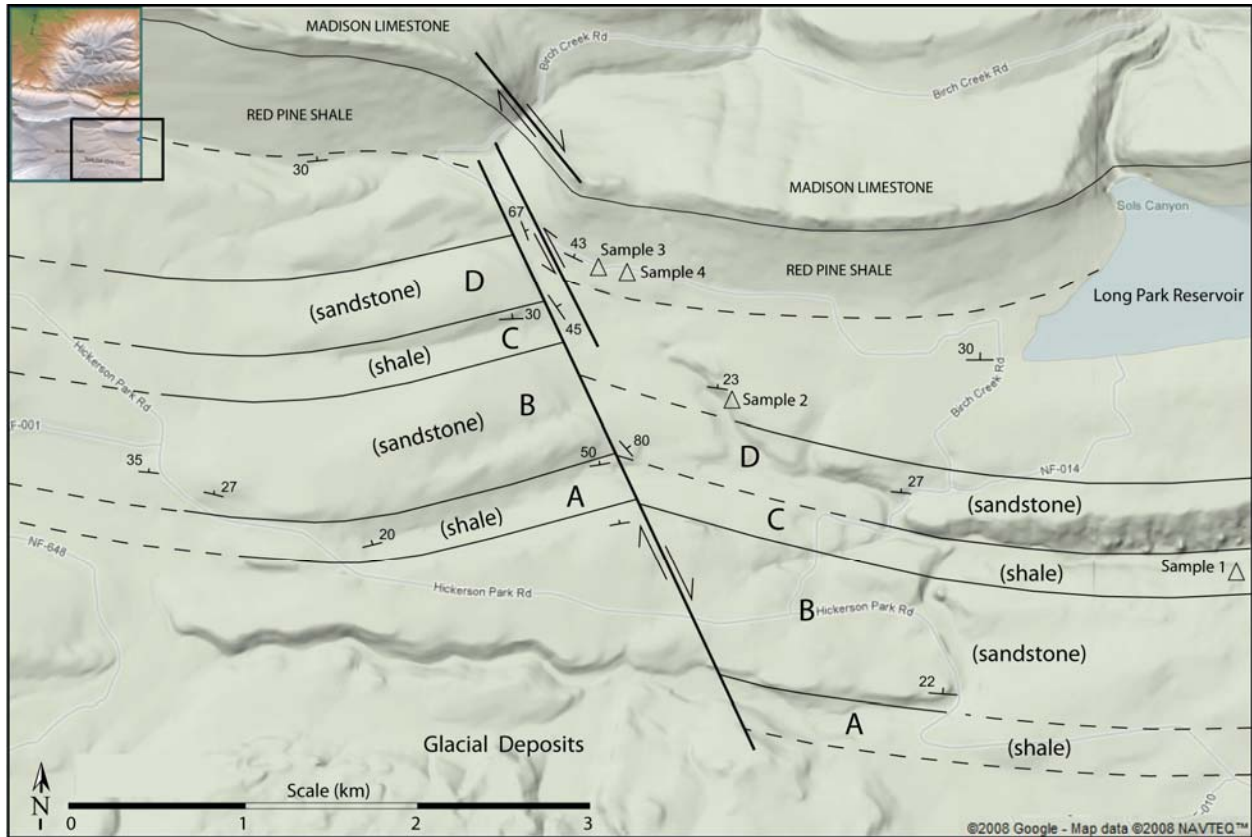 MADISON LIMESTONE
Birch Creek Rd
Birch Creek Rd
RED PINE SHALE
30
MADISON LIMESTONE
Sols Canyon
67
43
Sample 3
Sample 4
RED PINE SHALE
Long Park Reservoir
(sandstone)
D
30
45
C
(shale)
30
23
Sample 2
Birch Creek Rd
Hickerson Park Rd
B
(sandstone)
F-001
35
27
50
80
D
NF-014
27
(sandstone)
A
(shale)
20
C
(shale)
Sample 1
NF-648
Hickerson Park Rd
B
Hickerson Park Rd
(sandstone)
22
A
(shale)
Glacial Deposits
N
Scale (km)
0
1
2
3
-010
©2008 Google - Map data ©2008 NAVTEQ™